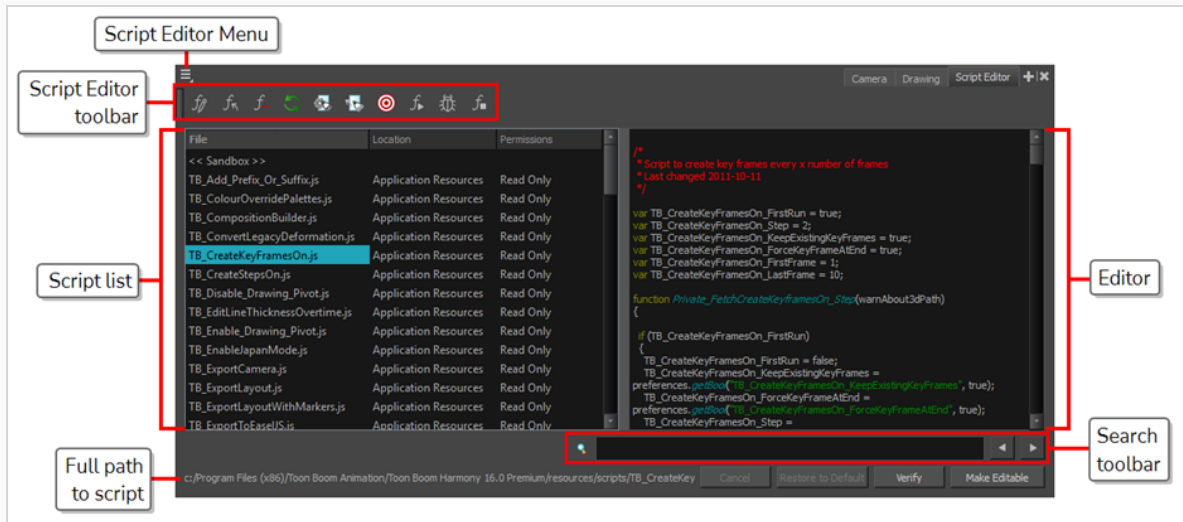 Script Editor Menu
Script Editor
toolbar
Camera Drawing Script Editor
File Location Permissions
<< Sandbox >>
TB_Add_Prefix_Or_Suffix.js Application Resources Read Only
TB_ColourOverridePalettes.js Application Resources Read Only
TB_CompositionBuilder.js Application Resources Read Only
TB_ConvertLegacyDeformation.js Application Resources Read Only
TB_CreateKeyFramesOn.js Application Resources Read Only
TB_CreateStepsOn.js Application Resources Read Only
TB_Disable_Drawing_Pivot.js Application Resources Read Only
TB_EditLineThicknessOvertime.js Application Resources Read Only
TB_Enable_Drawing_Pivot.js Application Resources Read Only
TB_EnableJapanMode.js Application Resources Read Only
TB_ExportCamera.js Application Resources Read Only
TB_ExportLayout.js Application Resources Read Only
TB_ExportLayoutWithMarkers.js Application Resources Read Only
TB_ExportToEaseUS.js Application Resources Read Only
/*
* Script to create key frames every x number of frames
* Last changed 2011-10-11
*/
var TB_CreateKeyFramesOn_FirstRun = true;
var TB_CreateKeyFramesOn_Step = 2;
var TB_CreateKeyFramesOn_KeepExistingKeyFrames = true;
var TB_CreateKeyFramesOn_ForceKeyFrameAtEnd = true;
var TB_CreateKeyFramesOn_FirstFrame = 1;
var TB_CreateKeyFramesOn_LastFrame = 10;
function Private_FetchCreateKeyframesOn_Step(warnAbout3dPath)
{
if (TB_CreateKeyFramesOn_FirstRun)
{
TB_CreateKeyFramesOn_FirstRun = false;
TB_CreateKeyFramesOn_KeepExistingKeyFrames =
preferences.getBool("TB_CreateKeyFramesOn_KeepExistingKeyFrames", true);
TB_CreateKeyFramesOn_ForceKeyFrameAtEnd =
preferences.getBool("TB_CreateKeyFramesOn_ForceKeyFrameAtEnd", true);
TB_CreateKeyFramesOn_Step =
Script list
Editor
Search
toolbar
Full path
to script
c:/Program Files (x86)/Toon Boom Animation/Toon Boom Harmony 16.0 Premium/resources/scripts/TB_CreateKey
Cancel Restore to Default Verify Make Editable